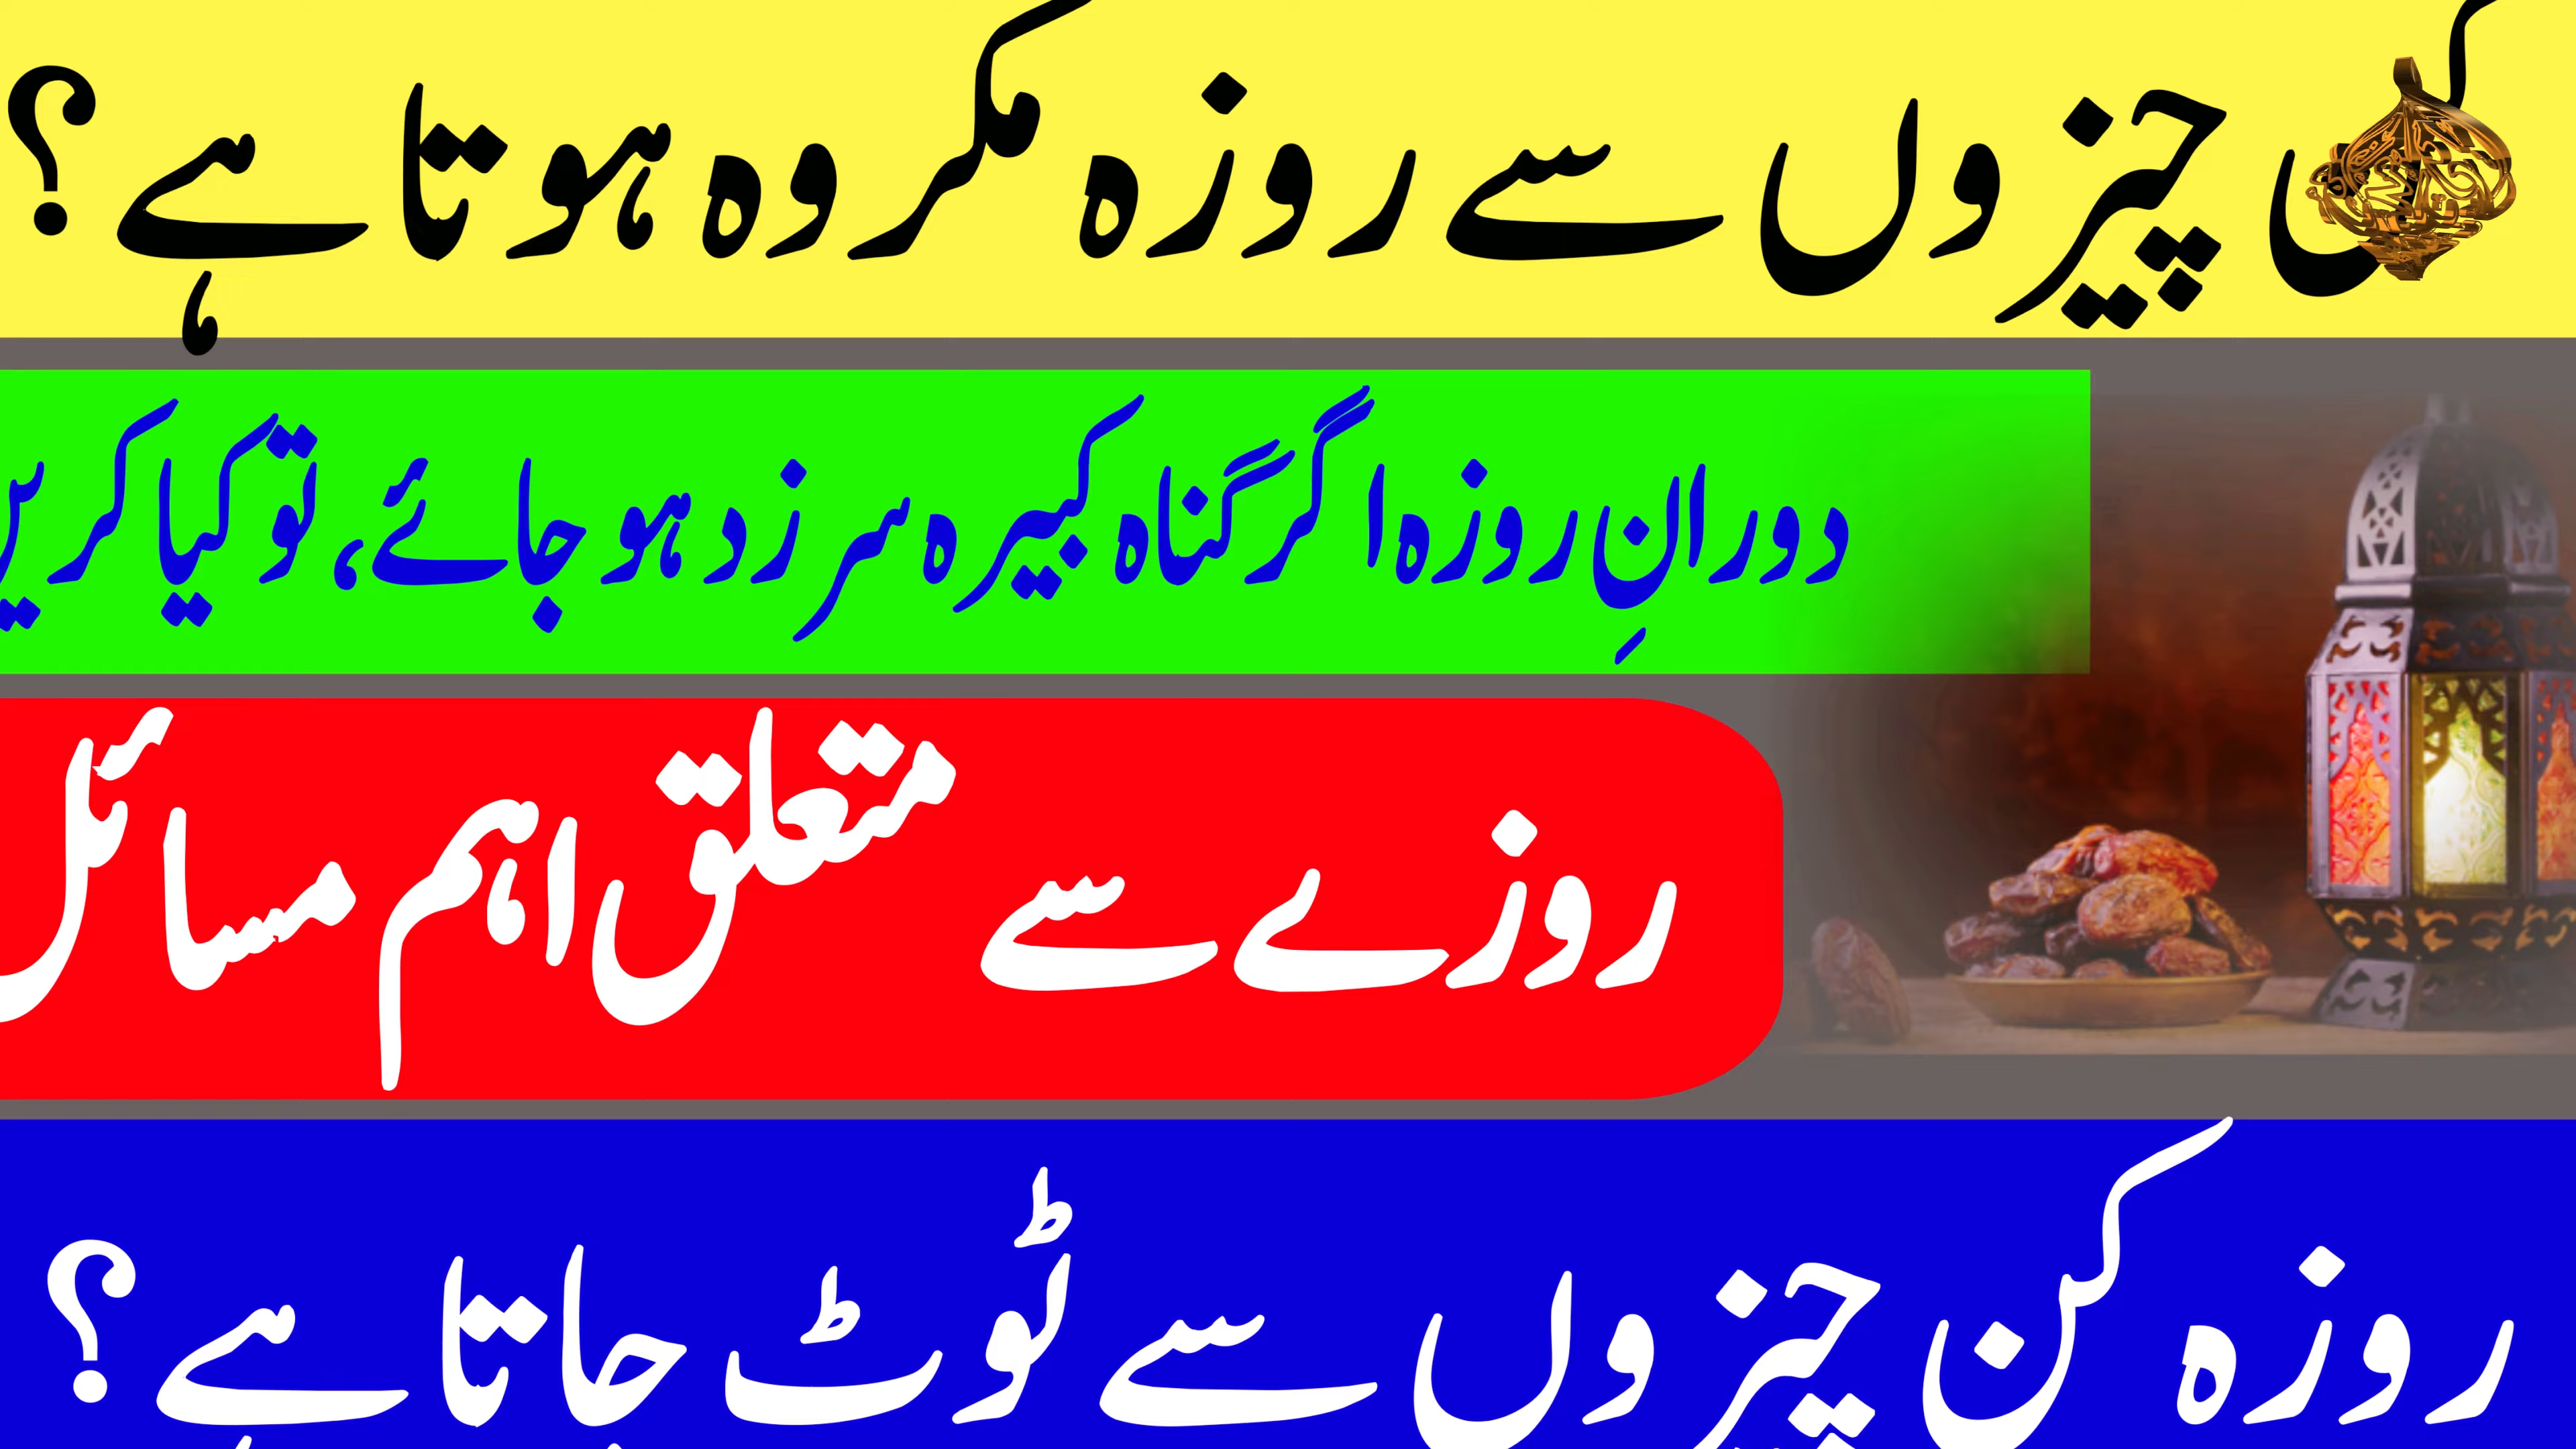 چیزوں سے روزہ مکروہ ہوتا ہے؟
دورانِ روزہ اگر گناہ کبیرہ سرزد ہو جائے، تو کیا کریں
روزے سے متعلق اہم مسائل
روزہ کن چیزوں سے ٹوٹ جاتا ہے؟